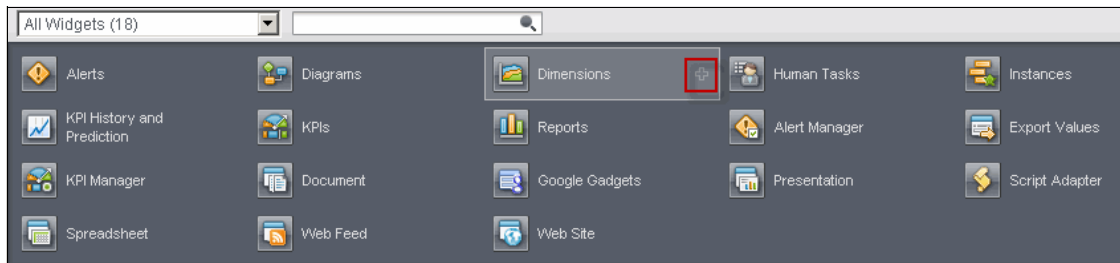 All Widgets (18)
Alerts
Diagrams
Dimensions
Human Tasks
Instances
KPI History and
Prediction
KPIs
Reports
Alert Manager
Export Values
KPI Manager
Document
Google Gadgets
Presentation
Script Adapter
Spreadsheet
Web Feed
Web Site